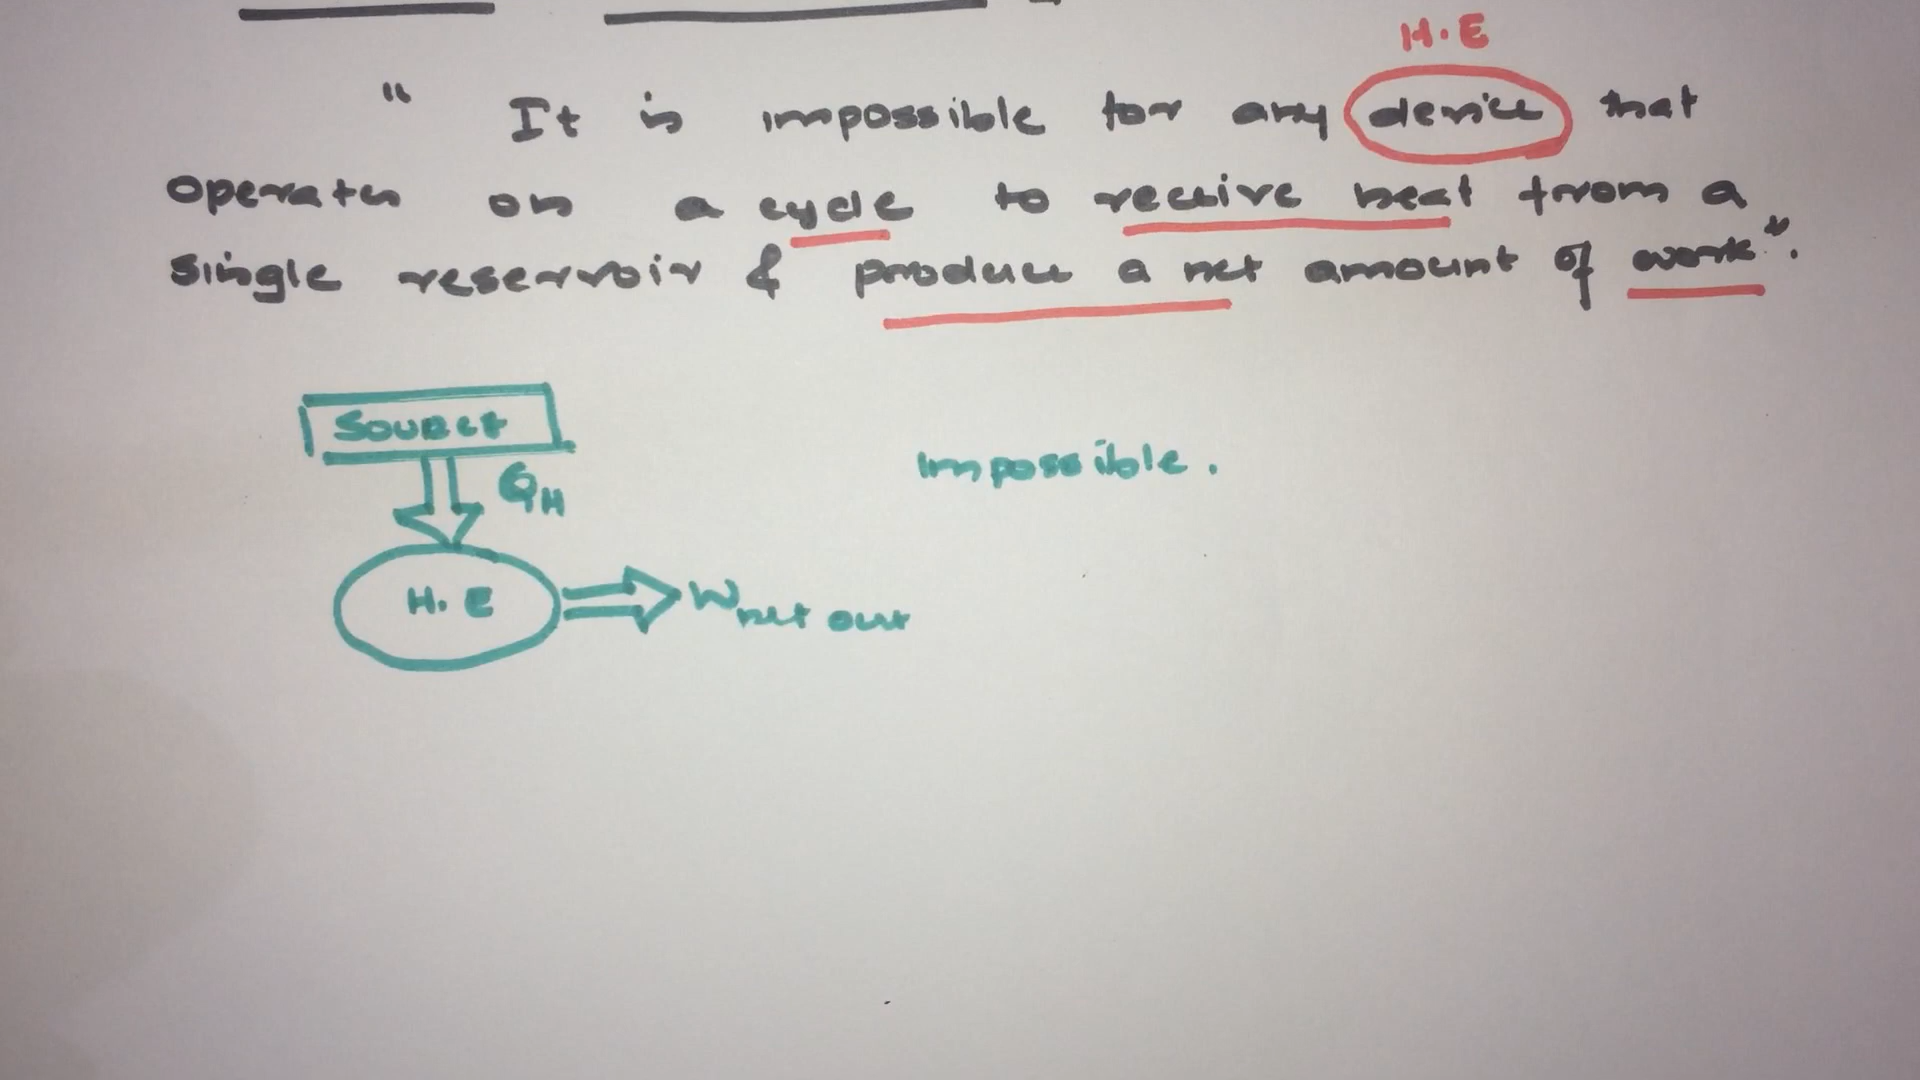 H.E
" It is impossible for any device that
operates on a cycle to receive heat from a
single reservoir & produce a net amount of work".
Source
QH
Impossible.
H.E
Wnet out